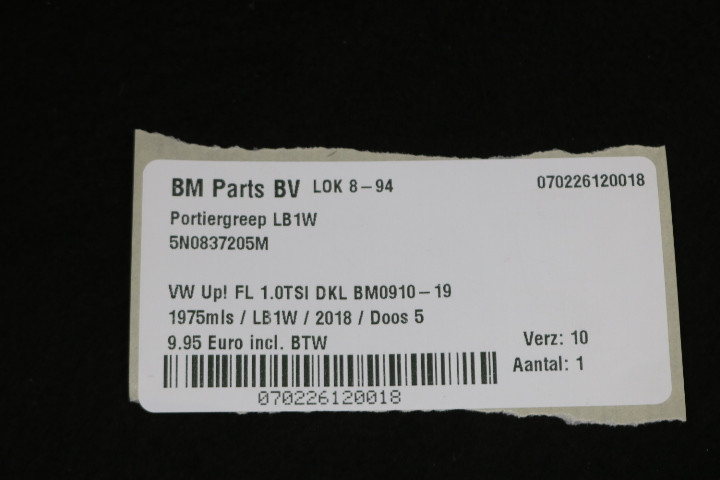 BM Parts BV LOK 8-94 070226120018
Portiergreep LB1W
5N0837205M
VW Up! FL 1.0TSI DKL BM0910-19
1975mls / LB1W / 2018 / Doos 5
9.95 Euro incl. BTW Verz: 10
Aantal: 1
070226120018